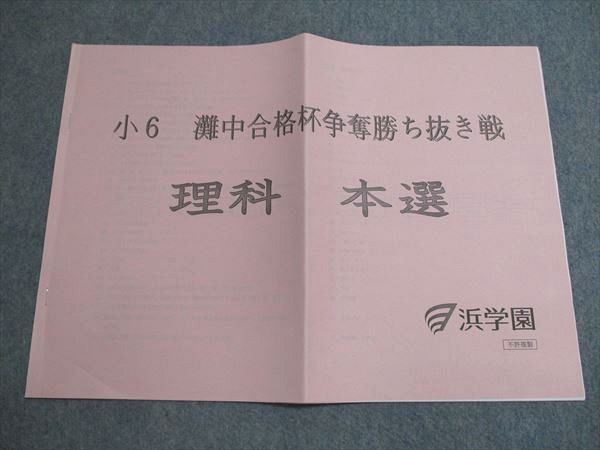 小6 灘中合格杯争奪勝ち抜き戦
理科 本選
浜学園
不許複製